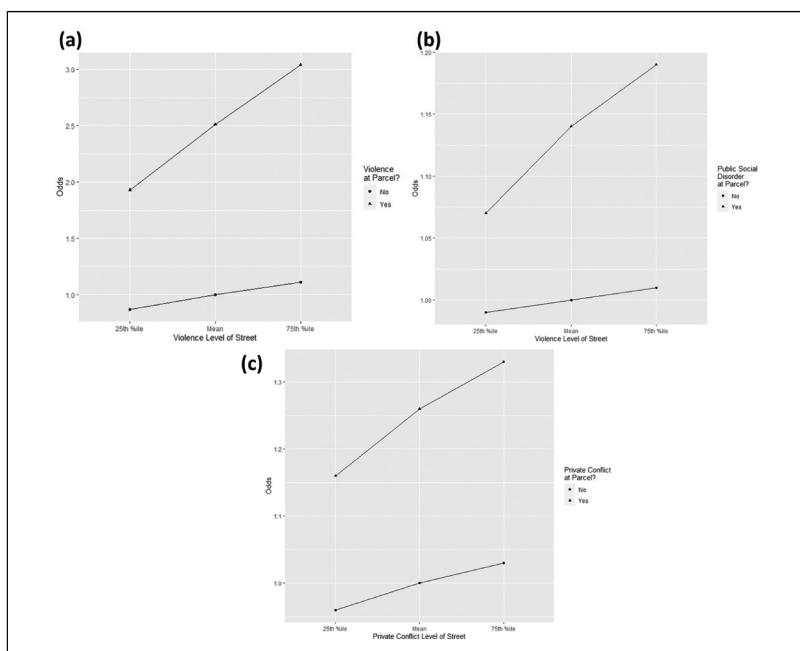 (a)
3.0
2.5
2.0
1.5
1.0
Odds
25th %ile Mean 75th %ile
Violence Level of Street
Violence
at Parcel?
No
Yes
(b)
1.20
1.15
1.10
1.05
1.00
Odds
25th %ile Mean 75th %ile
Violence Level of Street
Public Social
Disorder
at Parcel?
No
Yes
(c)
1.3
1.2
1.1
1.0
Odds
25th %ile Mean 75th %ile
Private Conflict Level of Street
Private Conflict
at Parcel?
No
Yes